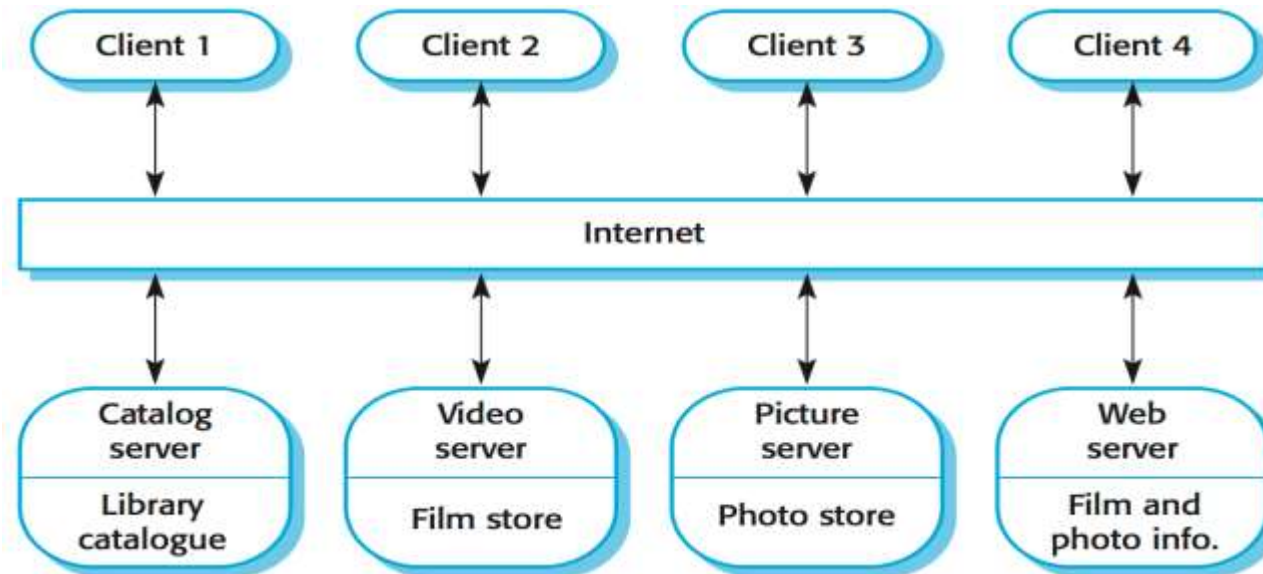 Client 1
Client 2
Client 3
Client 4
Internet
Catalog
server
Library
catalogue
Video
server
Film store
Picture
server
Photo store
Web
server
Film and
photo info.